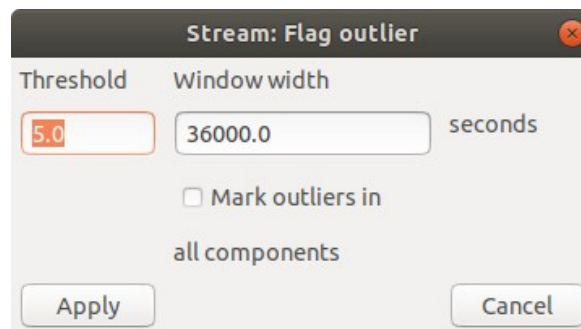 Stream: Flag outlier
Threshold Window width
5.0 36000.0 seconds
Mark outliers in
all components
Apply Cancel